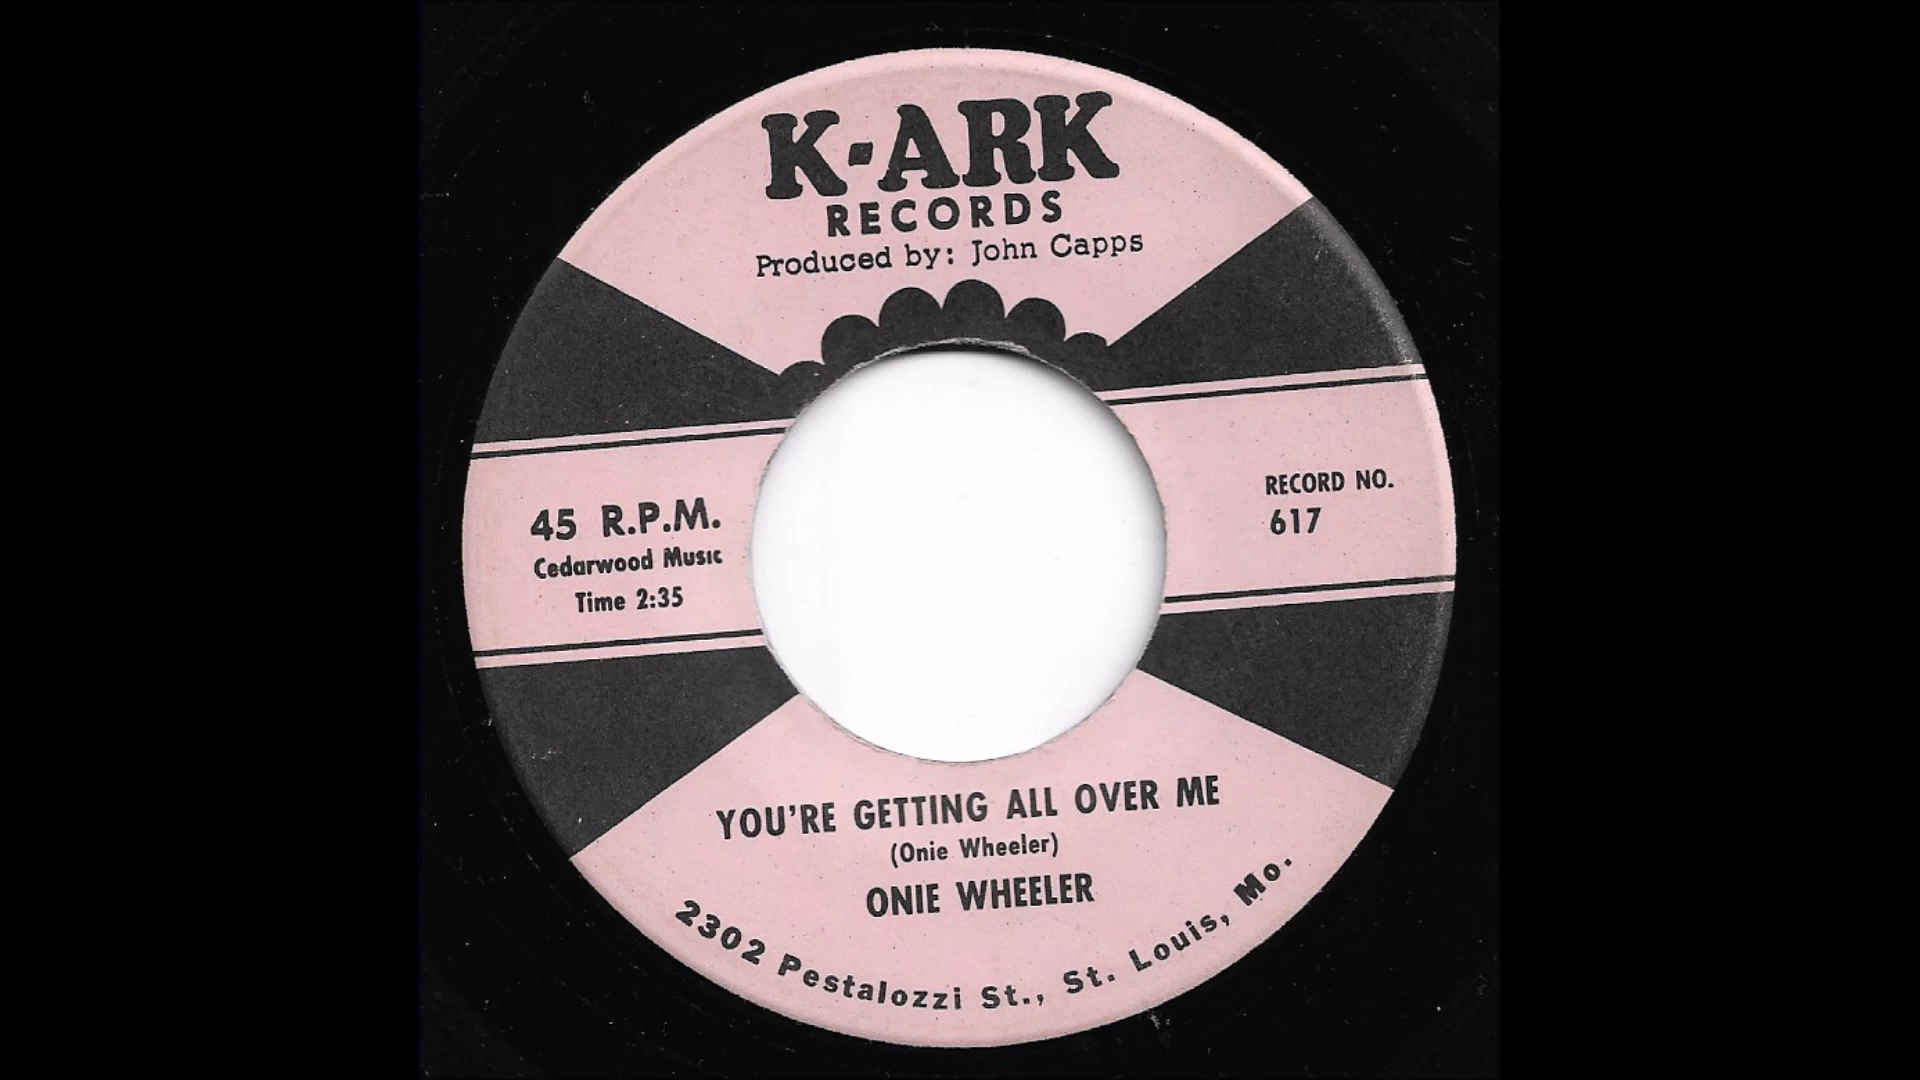 K-ARK
RECORDS
Produced by: John Capps
45 R.P.M.
Cedarwood Music
Time 2:35
RECORD NO.
617
YOU'RE GETTING ALL OVER ME
(Onie Wheeler)
ONIE WHEELER
2302 Pestalozzi St., St. Louis, Mo.